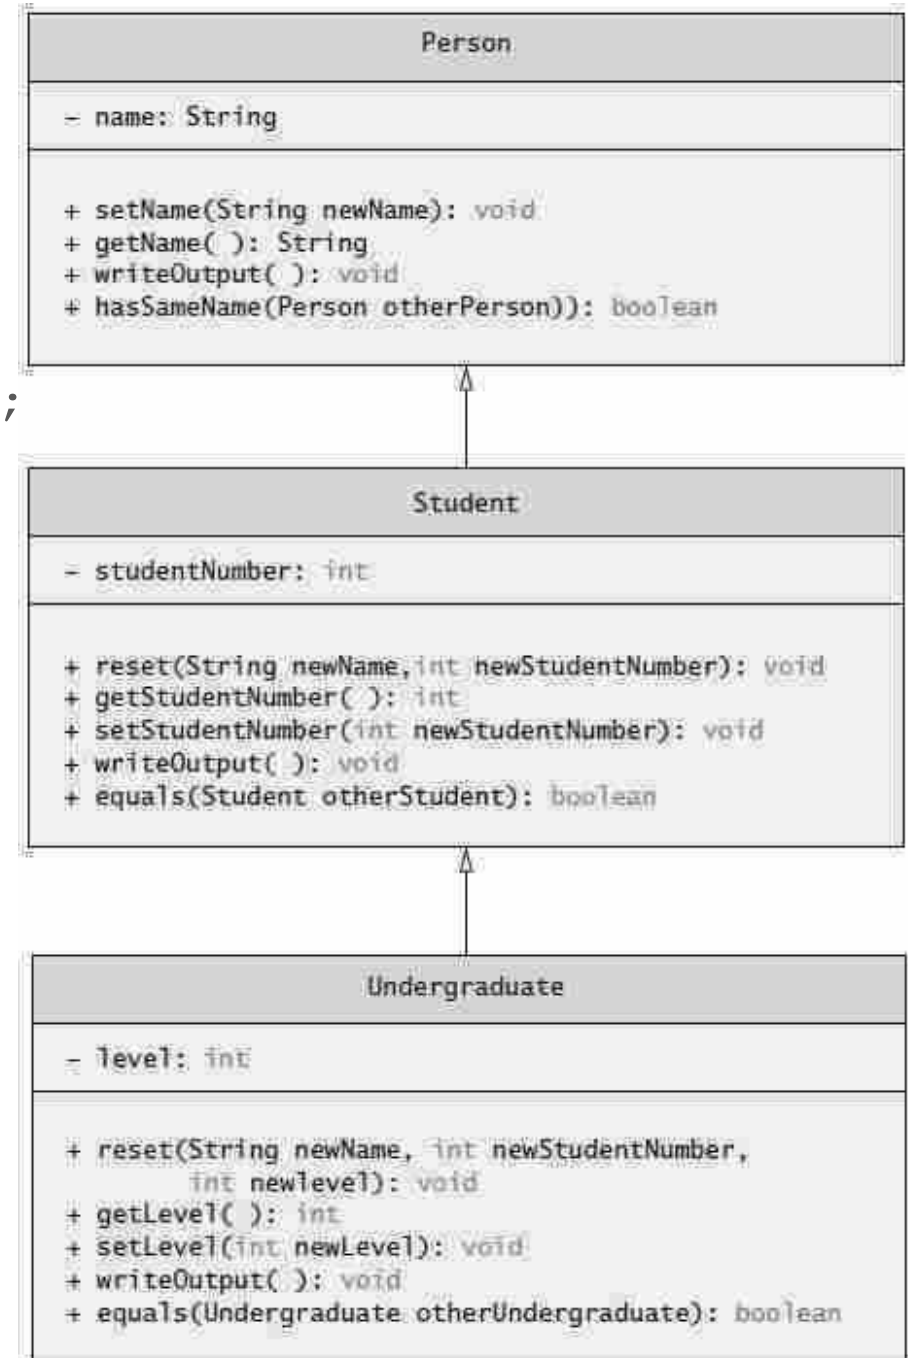 Person
- name: String
+ setName(String newName): void
+ getName( ): String
+ writeOutput( ): void
+ hasSameName(Person otherPerson)): boolean
;
Student
- studentNumber: int
+ reset(String newName,int newStudentNumber): void
+ getStudentNumber( ): int
+ setStudentNumber(int newStudentNumber): void
+ writeOutput( ): void
+ equals(Student otherStudent): boolean
Undergraduate
- level: int
+ reset(String newName, int newStudentNumber,
int newlevel): void
+ getLevel( ): int
+ setLevel(int newLevel): void
+ writeOutput( ): void
+ equals(Undergraduate otherUndergraduate): boolean